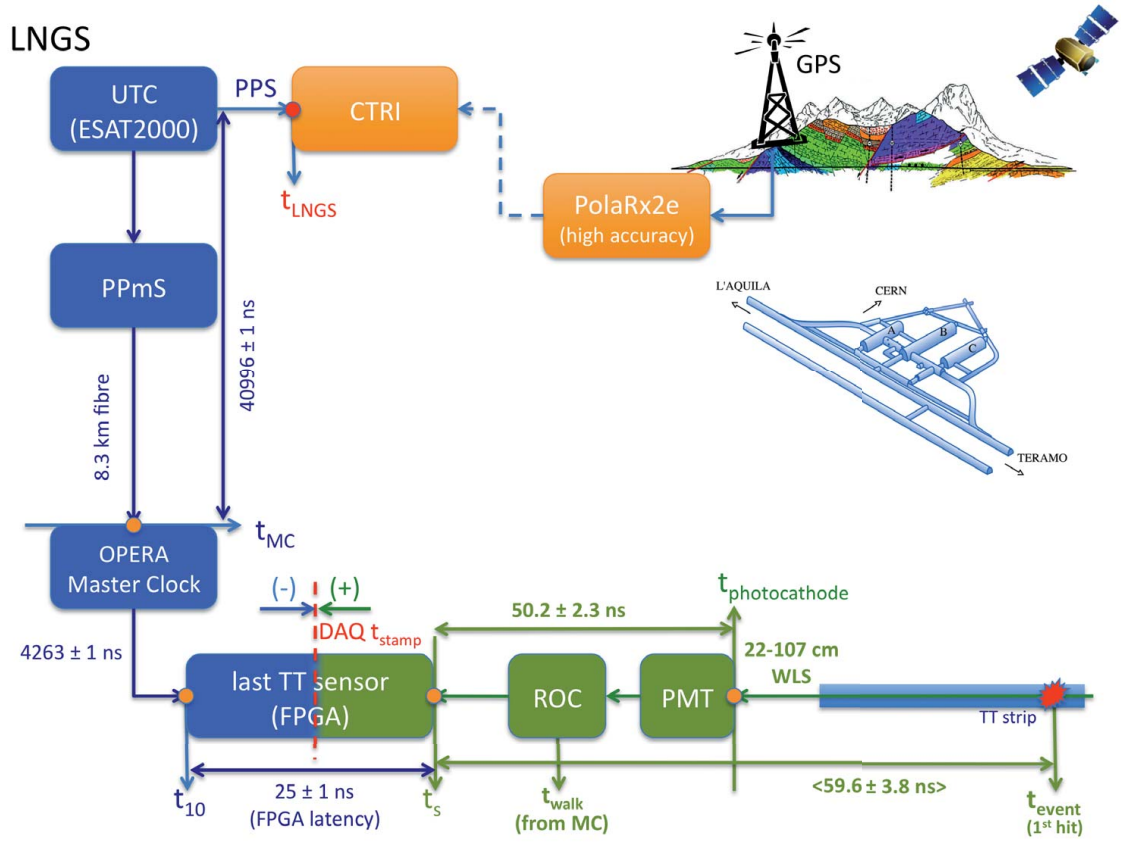 LNGS
UTC
(ESAT2000)
PPS
CTRI
GPS
t_LNGS
PolaRx2e
(high accuracy)
PPmS
40996 ± 1 ns
8.3 km fibre
L'AQUILA
CERN
A
B
C
TERAMO
t_MC
OPERA
Master Clock
(-)
(+)
DAQ t_stamp
50.2 ± 2.3 ns
t_photocathode
4263 ± 1 ns
last TT sensor
(FPGA)
ROC
PMT
22-107 cm
WLS
TT strip
t_10
25 ± 1 ns
(FPGA latency)
t_s
t_walk
(from MC)
<59.6 ± 3.8 ns>
t_event
(1st hit)